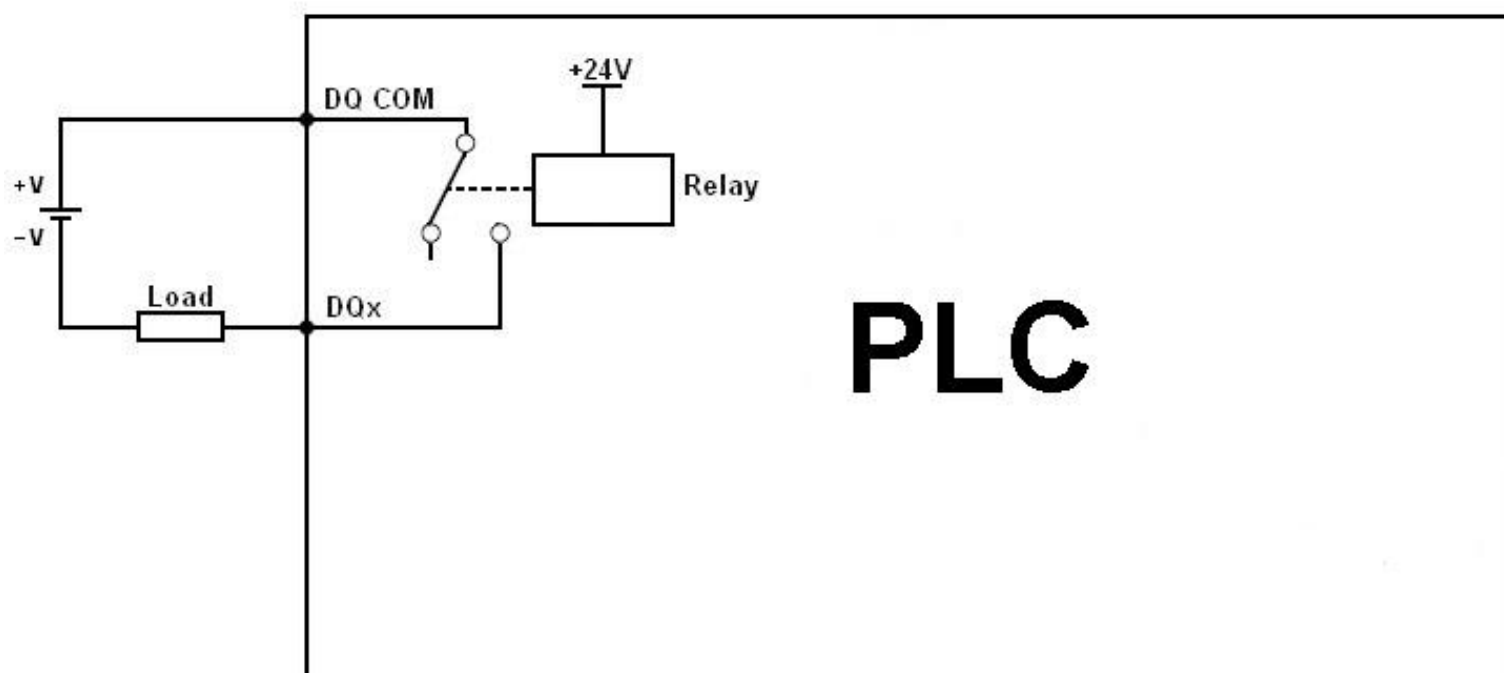 +24V
DQ COM
+V
Relay
-V
Load
DQx
PLC